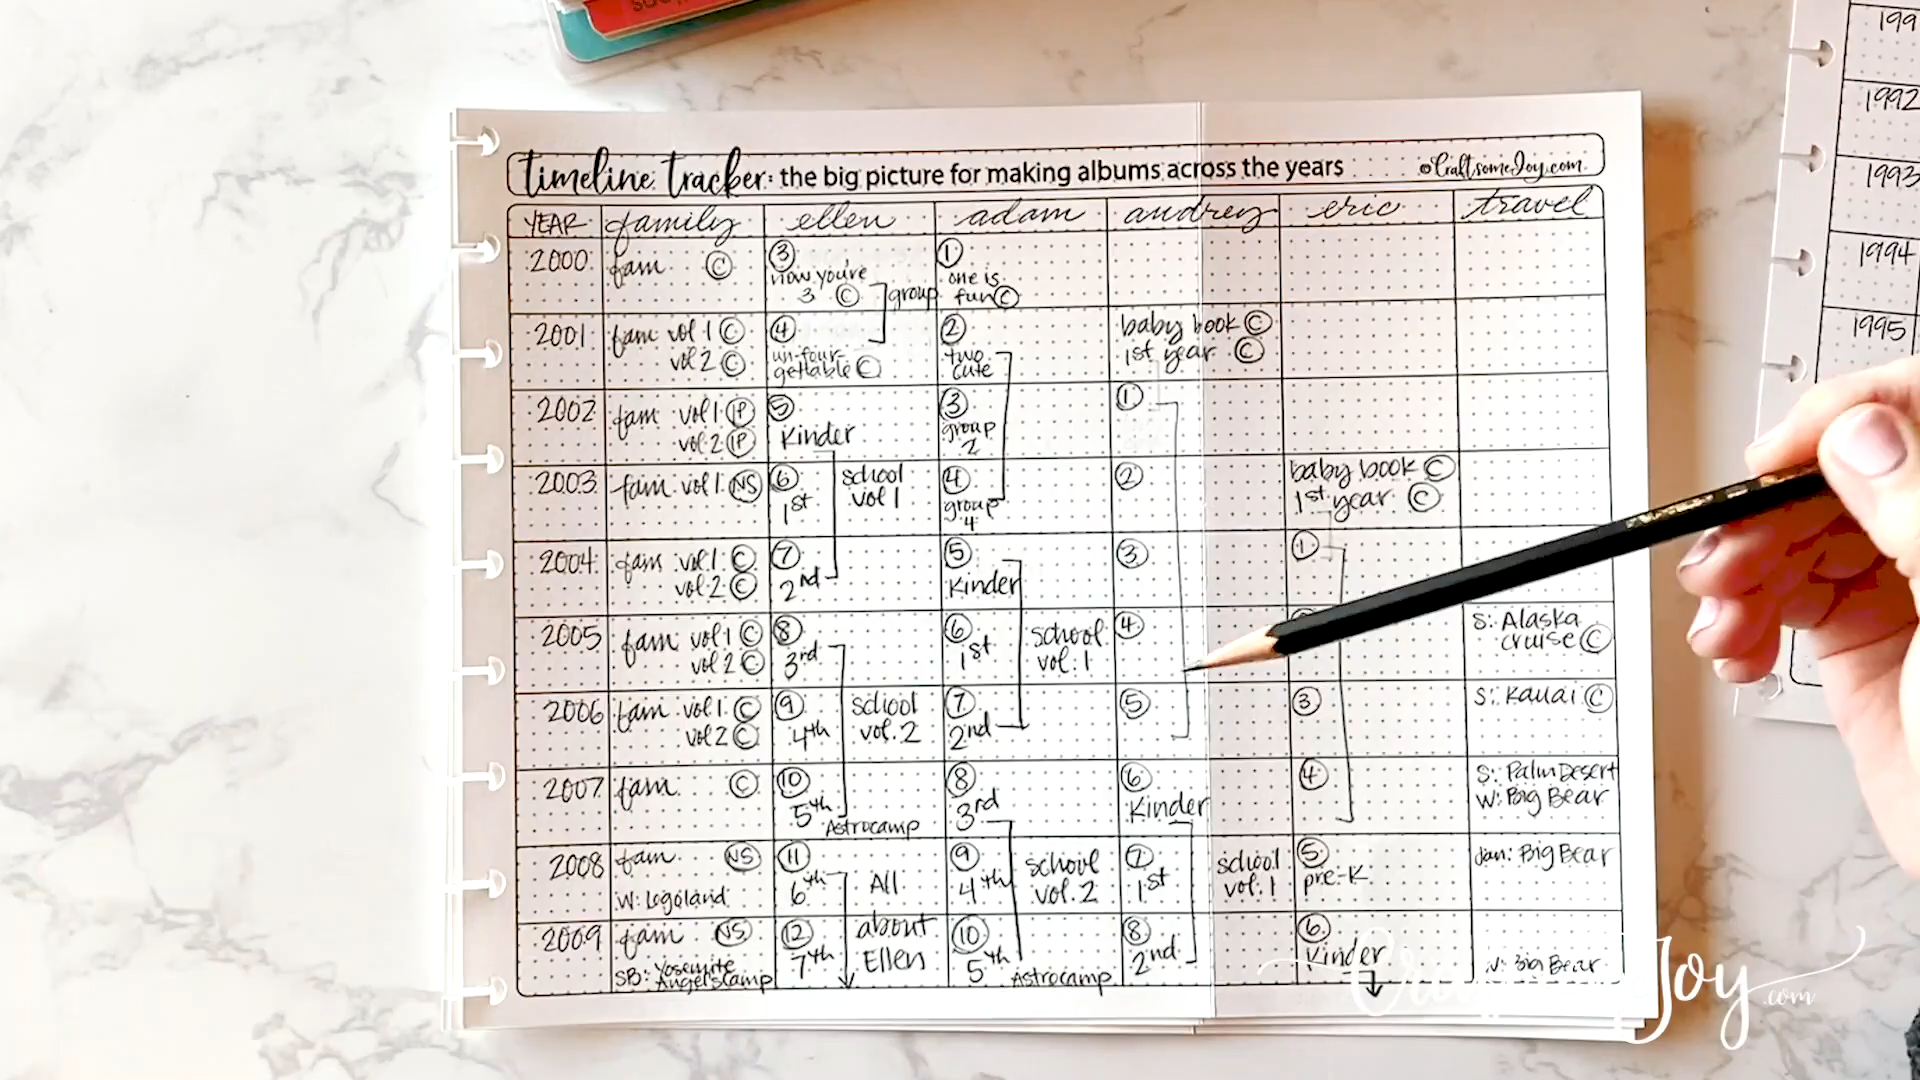 timeline tracker: the big picture for making albums across the years ©CraftsomeJoy.com
YEAR family ellen adam audrey eric travel
2000 fam C 3 now you're 3 C group 1 one is fun C
2001 fam vol 1 C vol 2 C 4 un-four-gettable C 2 two cute baby book C 1st year C
2002 fam vol 1 IP vol 2 IP 5 Kinder 3 group 2 1
2003 fam vol 1 NS 6 1st school vol 1 4 group 4 2 baby book C 1st year C
2004 fam vol 1 C vol 2 C 7 2nd 5 Kinder 3 1
2005 fam vol 1 C vol 2 C 8 3rd 6 1st school vol. 1 4 S: Alaska cruise C
2006 fam vol 1 C vol 2 C 9 4th school vol. 2 7 2nd 5 3 S: Kauai C
2007 fam C 10 5th Astrocamp 8 3rd 6 Kinder 4 S: Palm Desert W: Big Bear
2008 fam NS W: Legoland 11 6th All 9 4th school vol. 2 7 1st school vol. 1 5 pre-K Jan: Big Bear
2009 fam NS SB: Yosemite Angelscamp 12 7th about Ellen 10 5th Astrocamp 8 2nd 6 Kinder Big Bear
1992
1993
1994
1995
Joy.com